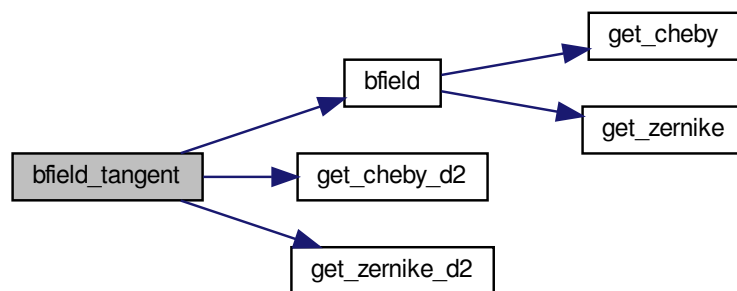 get_cheby
bfield
get_zernike
bfield_tangent
get_cheby_d2
get_zernike_d2